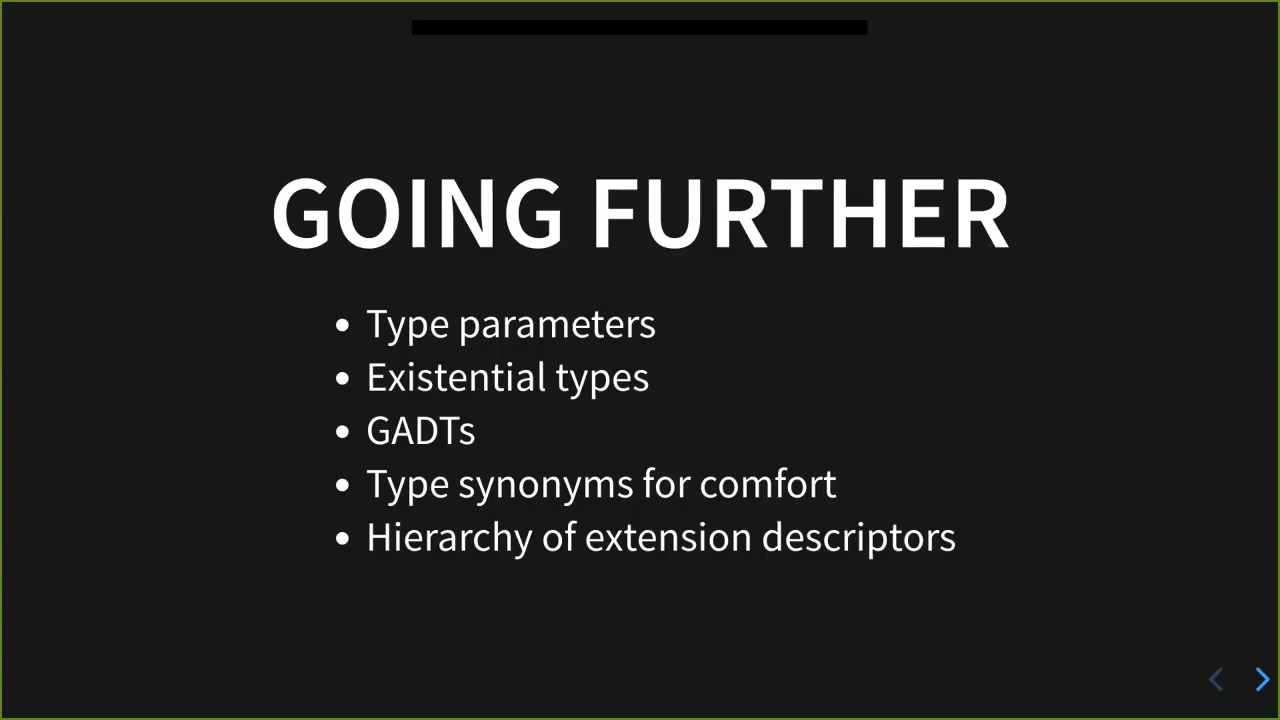 GOING FURTHER
• Type parameters
• Existential types
• GADTs
• Type synonyms for comfort
• Hierarchy of extension descriptors